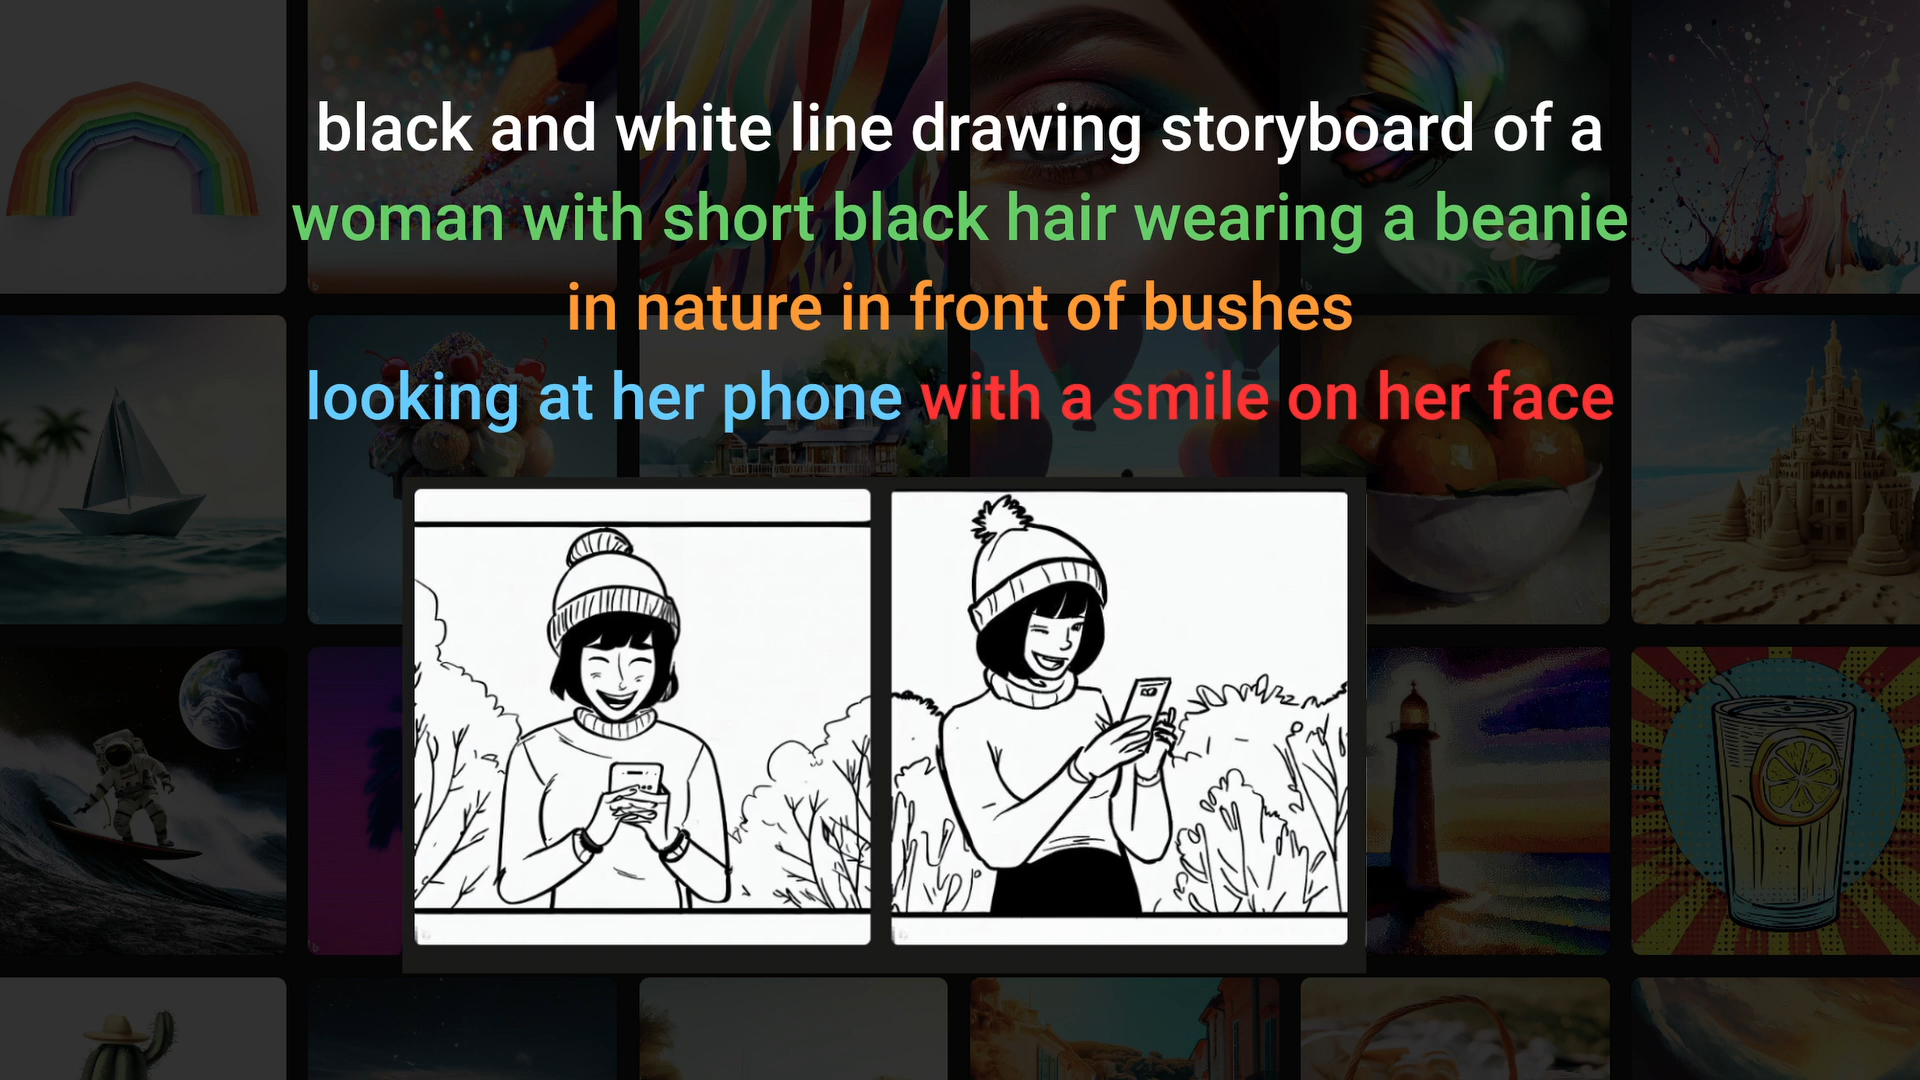 black and white line drawing storyboard of a
woman with short black hair wearing a beanie
in nature in front of bushes
looking at her phone with a smile on her face